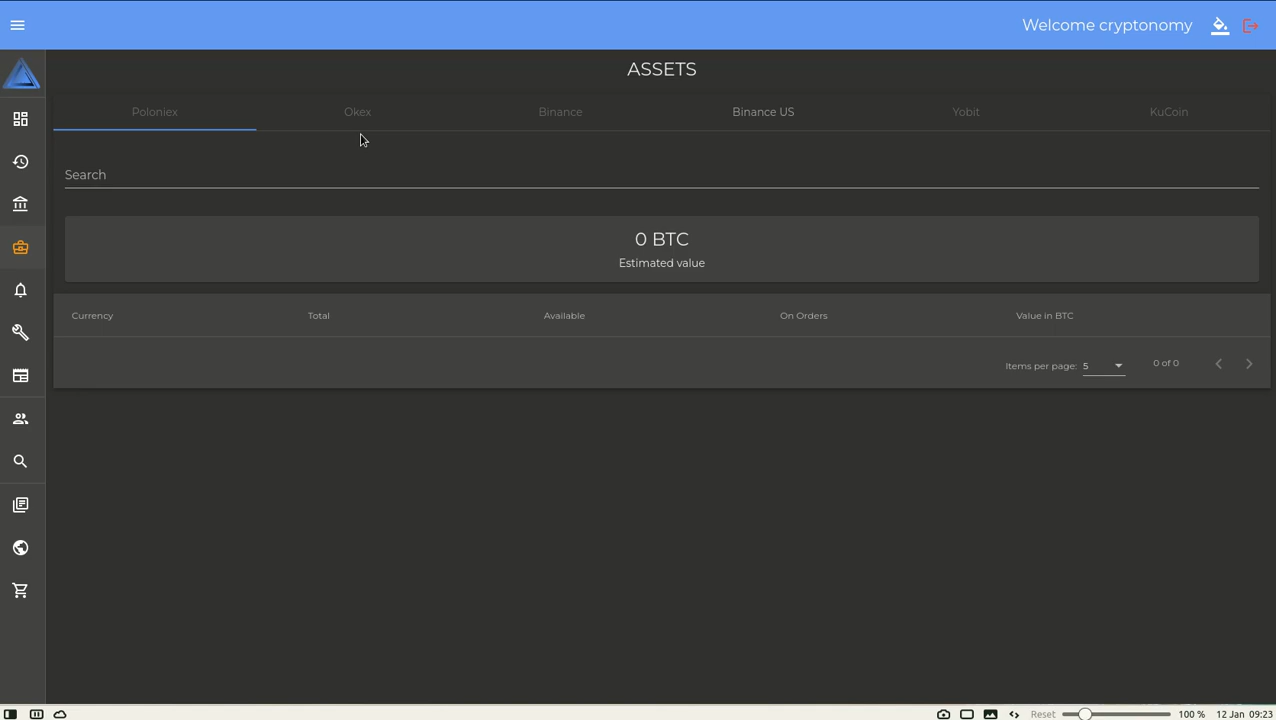 Welcome cryptonomy
ASSETS
Poloniex Okex Binance Binance US Yobit KuCoin
Search
0 BTC
Estimated value
Currency Total Available On Orders Value in BTC
Items per page: 5 0 of 0
Reset 100 % 12 Jan 09:23